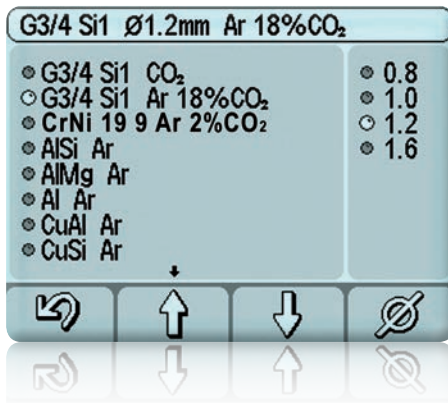 G3/4 Si1 Ø1.2mm Ar 18%CO₂
G3/4 Si1 CO₂
G3/4 Si1 Ar 18%CO₂
CrNi 19 9 Ar 2%CO₂
AlSi Ar
AlMg Ar
Al Ar
CuAl Ar
CuSi Ar
0.8
1.0
1.2
1.6